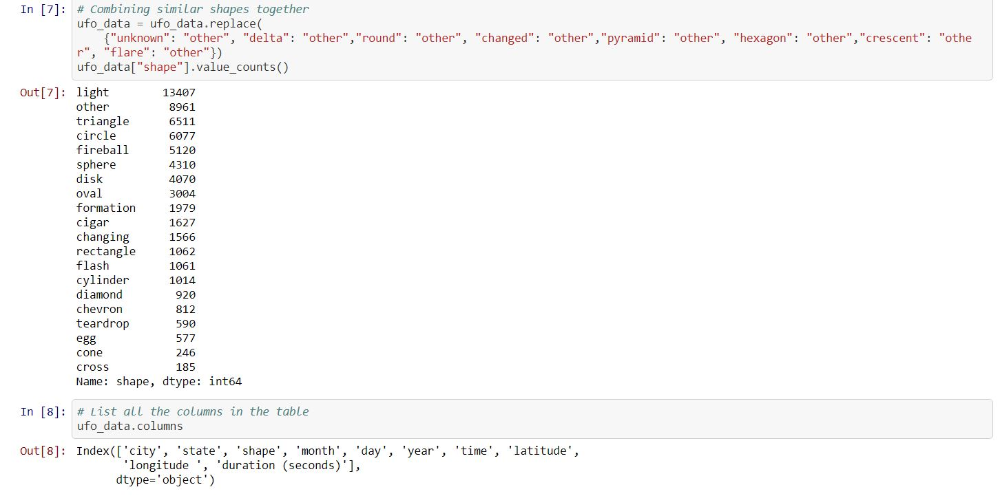 In [7]: # Combining similar shapes together
ufo_data = ufo_data.replace(
{"unknown": "other", "delta": "other","round": "other", "changed": "other","pyramid": "other", "hexagon": "other","crescent": "othe
r", "flare": "other"})
ufo_data["shape"].value_counts()
Out[7]: light 13407
other 8961
triangle 6511
circle 6077
fireball 5120
sphere 4310
disk 4070
oval 3004
formation 1979
cigar 1627
changing 1566
rectangle 1062
flash 1061
cylinder 1014
diamond 920
chevron 812
teardrop 590
egg 577
cone 246
cross 185
Name: shape, dtype: int64
In [8]: # List all the columns in the table
ufo_data.columns
Out[8]: Index(['city', 'state', 'shape', 'month', 'day', 'year', 'time', 'latitude',
'longitude ', 'duration (seconds)'],
dtype='object')